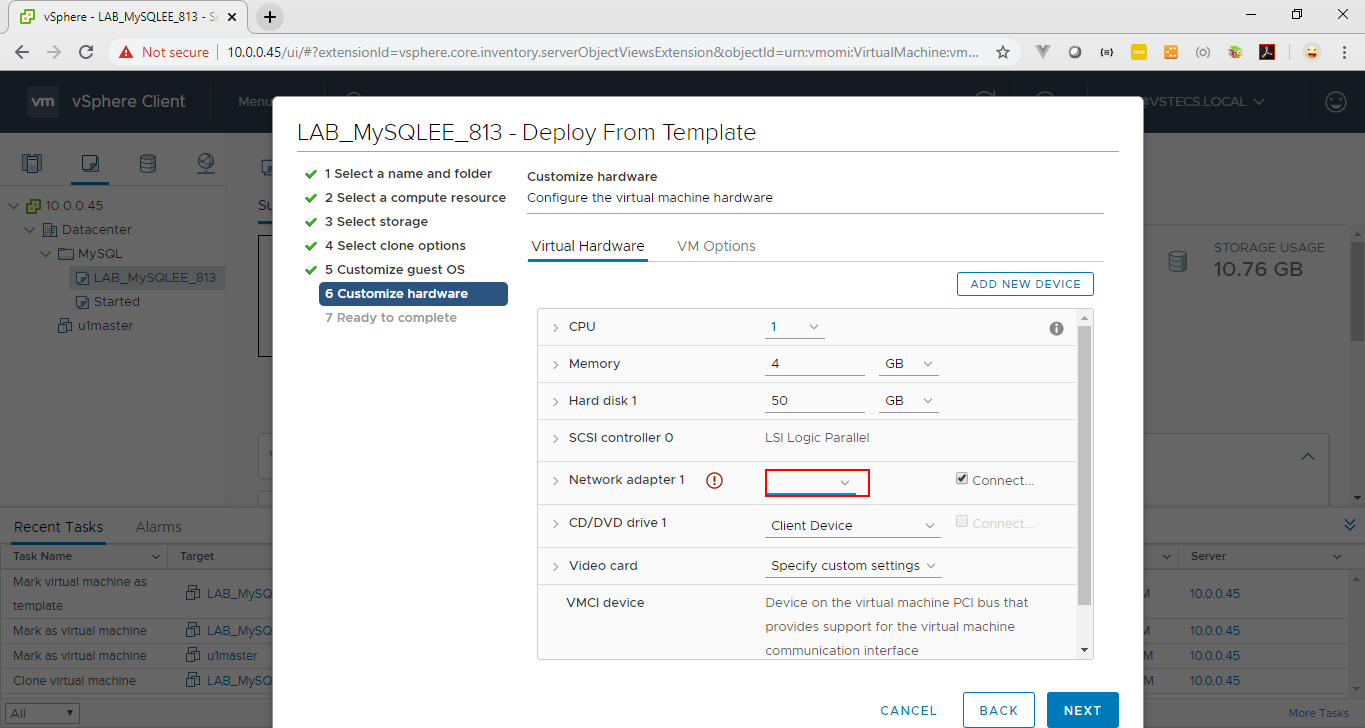 vSphere - LAB_MySQLEE_813 - Su
Not secure
10.0.0.45/ui/#?extensionId=vsphere.core.inventory.serverObjectViewsExtension&objectId=urn:vmomi:VirtualMachine:vm...
vm vSphere Client
Menu
@VSTECS.LOCAL
LAB_MySQLEE_813 - Deploy From Template
1 Select a name and folder
2 Select a compute resource
3 Select storage
4 Select clone options
5 Customize guest OS
6 Customize hardware
7 Ready to complete
Customize hardware
Configure the virtual machine hardware
Virtual Hardware VM Options
ADD NEW DEVICE
CPU 1
Memory 4 GB
Hard disk 1 50 GB
SCSI controller 0 LSI Logic Parallel
Network adapter 1 Connect...
CD/DVD drive 1 Client Device Connect...
Video card Specify custom settings
VMCI device Device on the virtual machine PCI bus that
provides support for the virtual machine
communication interface
CANCEL BACK NEXT
10.0.0.45
Datacenter
MySQL
LAB_MySQLEE_813
Started
u1master
Su
STORAGE USAGE
10.76 GB
Recent Tasks Alarms
Task Name Target Server
Mark virtual machine as
template
LAB_MySQ M 10.0.0.45
Mark as virtual machine LAB_MySQ M 10.0.0.45
Mark as virtual machine u1master M 10.0.0.45
Clone virtual machine LAB_MySQ M 10.0.0.45
All
More Tasks